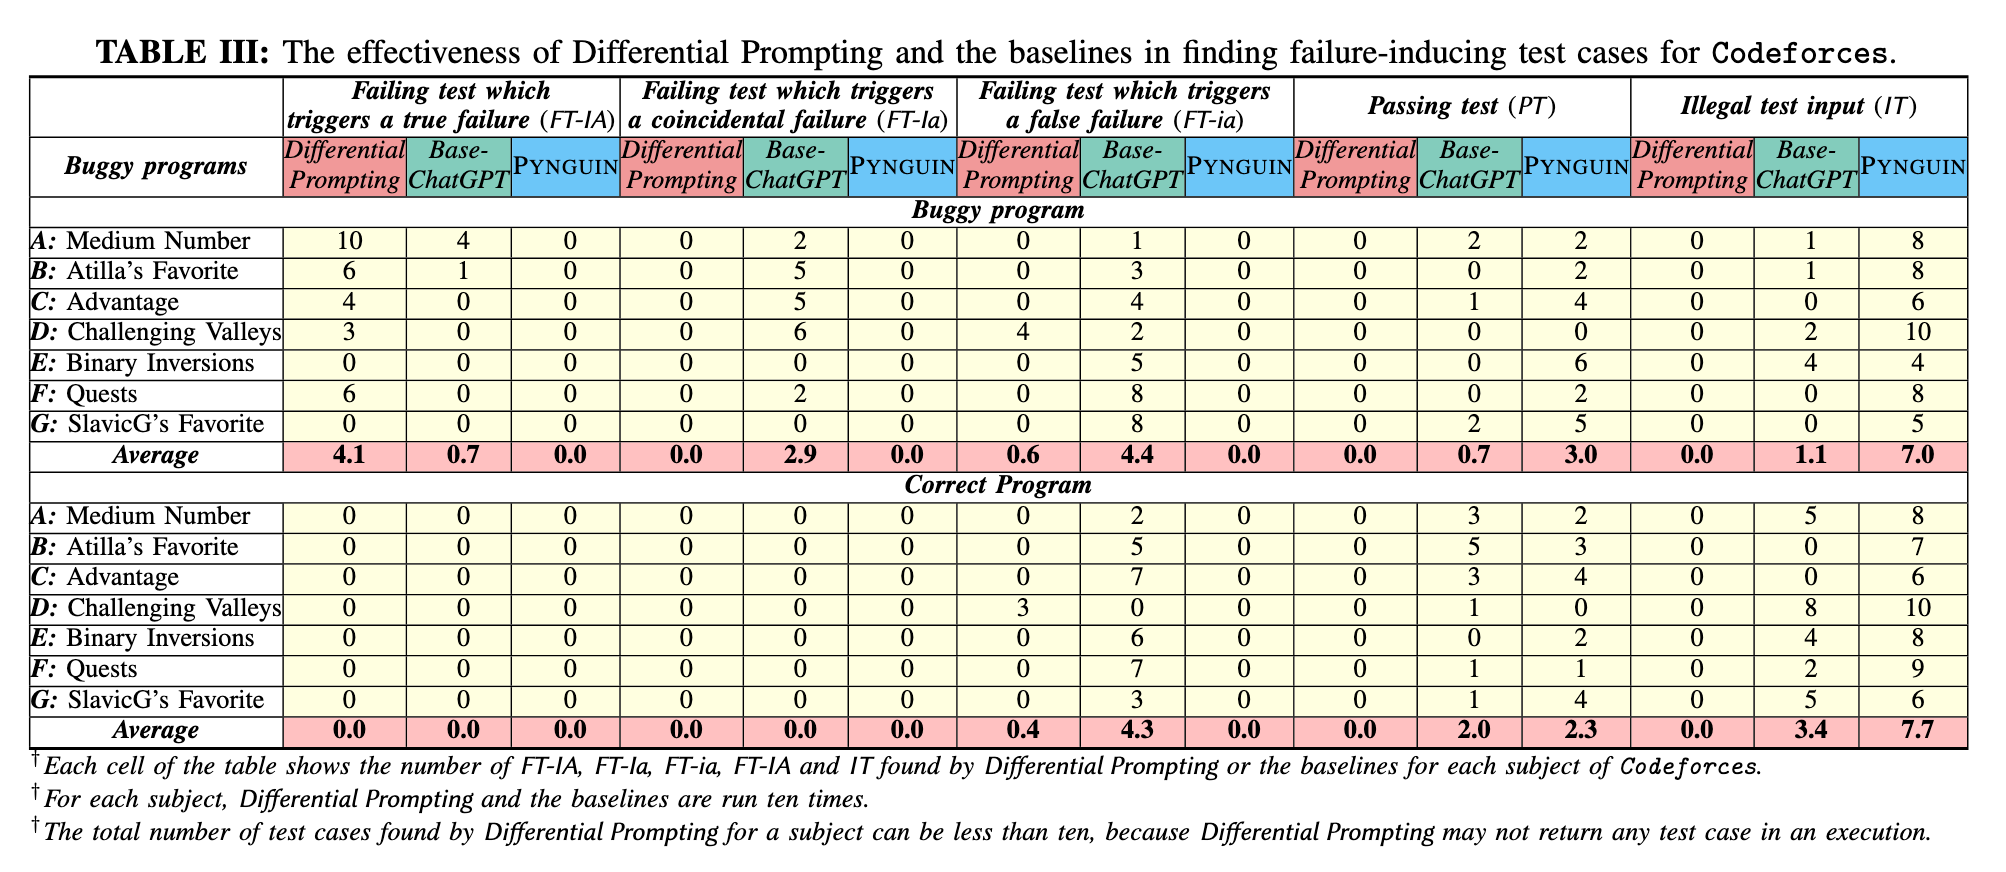 TABLE III: The effectiveness of Differential Prompting and the baselines in finding failure-inducing test cases for Codeforces.
Failing test which triggers a true failure (FT-IA) Failing test which triggers a coincidental failure (FT-Ia) Failing test which triggers a false failure (FT-ia) Passing test (PT) Illegal test input (IT)
Buggy programs Differential Prompting Base-ChatGPT PYNGUIN Differential Prompting Base-ChatGPT PYNGUIN Differential Prompting Base-ChatGPT PYNGUIN Differential Prompting Base-ChatGPT PYNGUIN Differential Prompting Base-ChatGPT PYNGUIN
Buggy program
A: Medium Number 10 4 0 0 2 0 0 1 0 0 2 2 0 1 8
B: Atilla's Favorite 6 1 0 0 5 0 0 3 0 0 0 2 0 1 8
C: Advantage 4 0 0 0 5 0 0 4 0 0 1 4 0 0 6
D: Challenging Valleys 3 0 0 0 6 0 4 2 0 0 0 0 0 2 10
E: Binary Inversions 0 0 0 0 0 0 0 5 0 0 0 6 0 4 4
F: Quests 6 0 0 0 2 0 0 8 0 0 0 2 0 0 8
G: SlavicG's Favorite 0 0 0 0 0 0 0 8 0 0 2 5 0 0 5
Average 4.1 0.7 0.0 0.0 2.9 0.0 0.6 4.4 0.0 0.0 0.7 3.0 0.0 1.1 7.0
Correct Program
A: Medium Number 0 0 0 0 0 0 0 2 0 0 3 2 0 5 8
B: Atilla's Favorite 0 0 0 0 0 0 0 5 0 0 5 3 0 0 7
C: Advantage 0 0 0 0 0 0 0 7 0 0 3 4 0 0 6
D: Challenging Valleys 0 0 0 0 0 0 3 0 0 0 1 0 0 8 10
E: Binary Inversions 0 0 0 0 0 0 0 6 0 0 0 2 0 4 8
F: Quests 0 0 0 0 0 0 0 7 0 0 1 1 0 2 9
G: SlavicG's Favorite 0 0 0 0 0 0 0 3 0 0 1 4 0 5 6
Average 0.0 0.0 0.0 0.0 0.0 0.0 0.4 4.3 0.0 0.0 2.0 2.3 0.0 3.4 7.7
† Each cell of the table shows the number of FT-IA, FT-Ia, FT-ia, FT-IA and IT found by Differential Prompting or the baselines for each subject of Codeforces.
† For each subject, Differential Prompting and the baselines are run ten times.
† The total number of test cases found by Differential Prompting for a subject can be less than ten, because Differential Prompting may not return any test case in an execution.